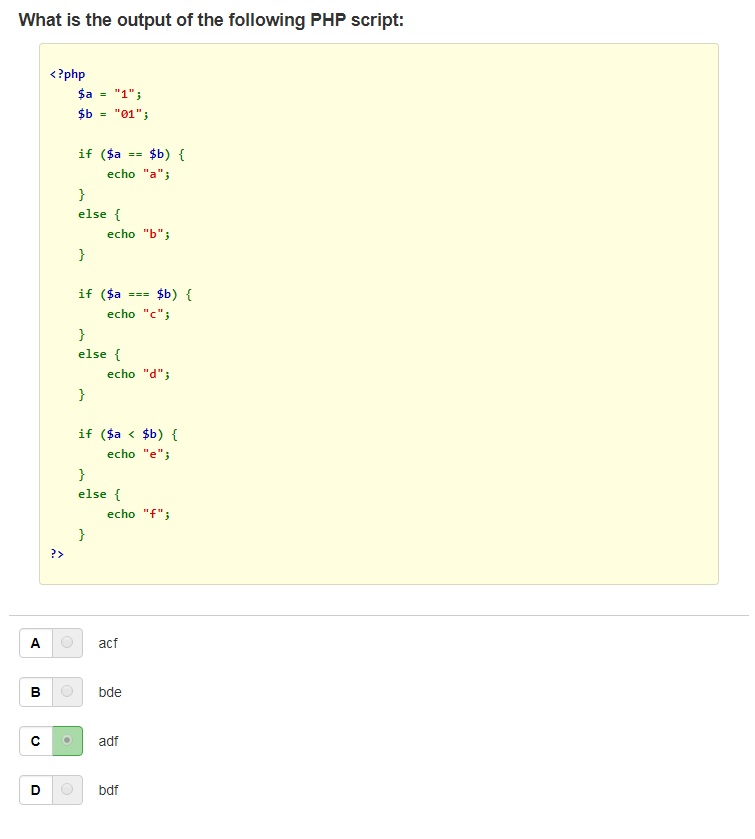 What is the output of the following PHP script:
<?php
    $a = "1";
    $b = "01";

    if ($a == $b) {
        echo "a";
    }
    else {
        echo "b";
    }

    if ($a === $b) {
        echo "c";
    }
    else {
        echo "d";
    }

    if ($a < $b) {
        echo "e";
    }
    else {
        echo "f";
    }
?>
A acf
B bde
C adf
D bdf